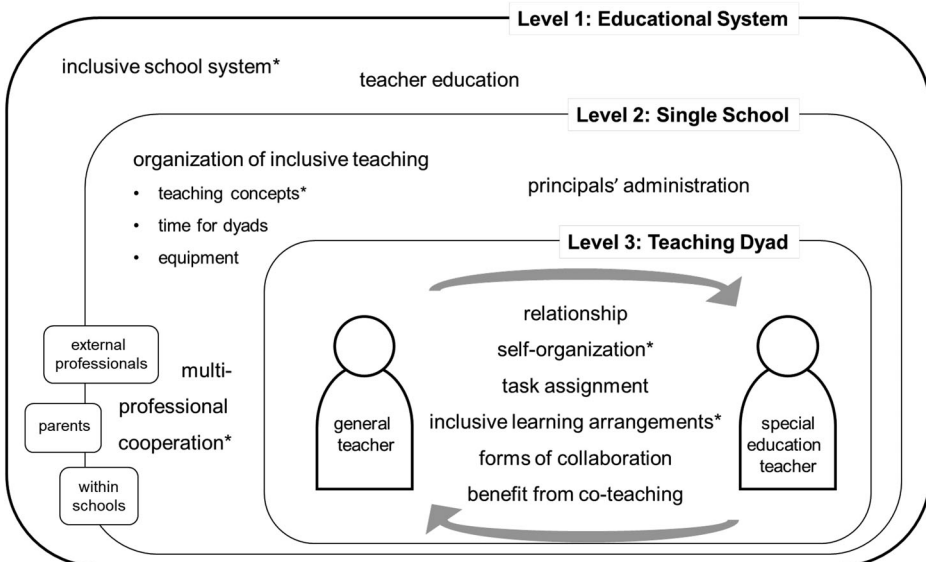 Level 1: Educational System
inclusive school system*
teacher education
Level 2: Single School
organization of inclusive teaching
• teaching concepts*
• time for dyads
• equipment
principals’ administration
Level 3: Teaching Dyad
external
professionals
parents
within
schools
multi-
professional
cooperation*
general
teacher
relationship
self-organization*
task assignment
inclusive learning arrangements*
forms of collaboration
benefit from co-teaching
special
education
teacher